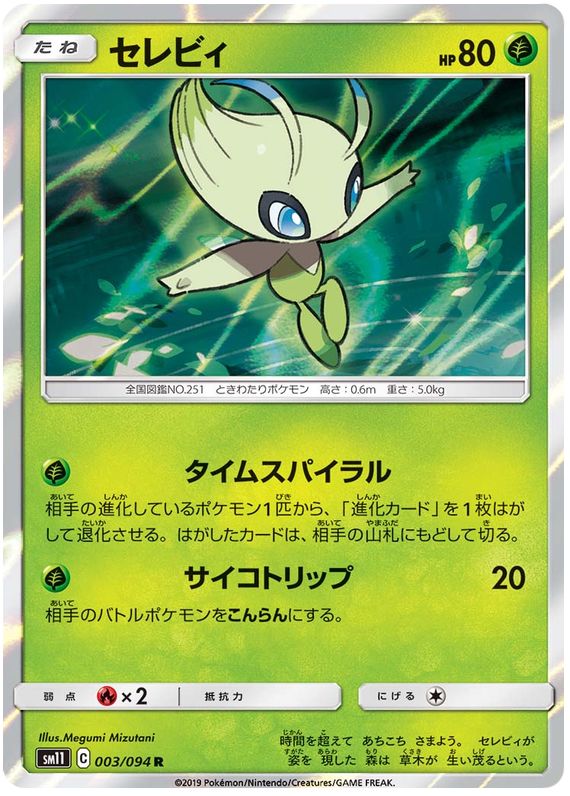 たね セレビィ HP 80
全国図鑑NO.251 ときわたりポケモン 高さ:0.6m 重さ:5.0kg
タイムスパイラル
相手の進化しているポケモン1匹から、「進化カード」を1枚はが
して退化させる。はがしたカードは、相手の山札にもどして切る。
サイコトリップ 20
相手のバトルポケモンをこんらんにする。
弱点 ×2 抵抗力 にげる
Illus.Megumi Mizutani
SM11 C 003/094 R
時間を超えて あちこち さまよう。 セレビィが
姿を 現した 森は 草木が 生い茂るという。
©2019 Pokémon/Nintendo/Creatures/GAME FREAK.